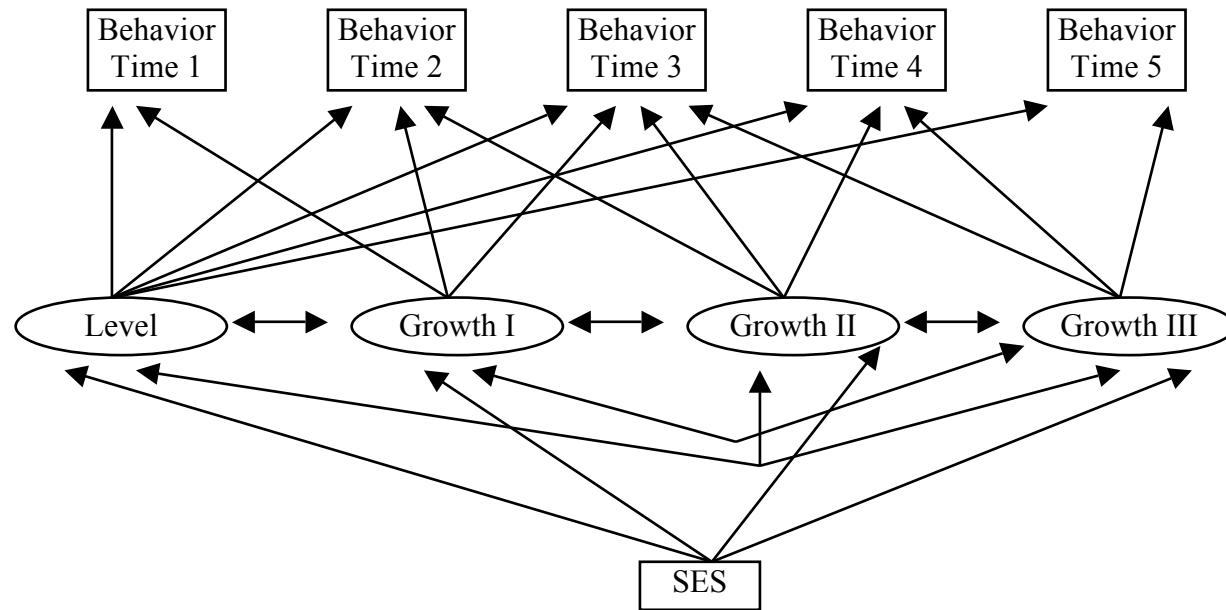 Behavior
Time 1
Behavior
Time 2
Behavior
Time 3
Behavior
Time 4
Behavior
Time 5
Level
Growth I
Growth II
Growth III
SES